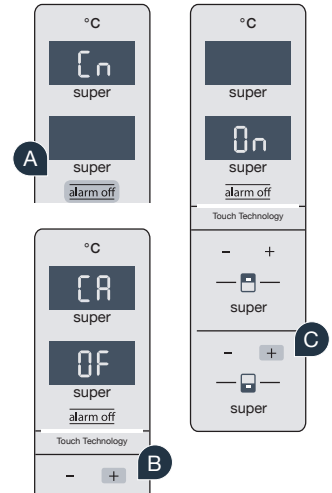 °C
Cn
super
super
A
alarm off
°C
CA
super
OF
super
alarm off
Touch Technology
- +
B
°C
super
On
super
alarm off
Touch Technology
- +
super
- +
C
super